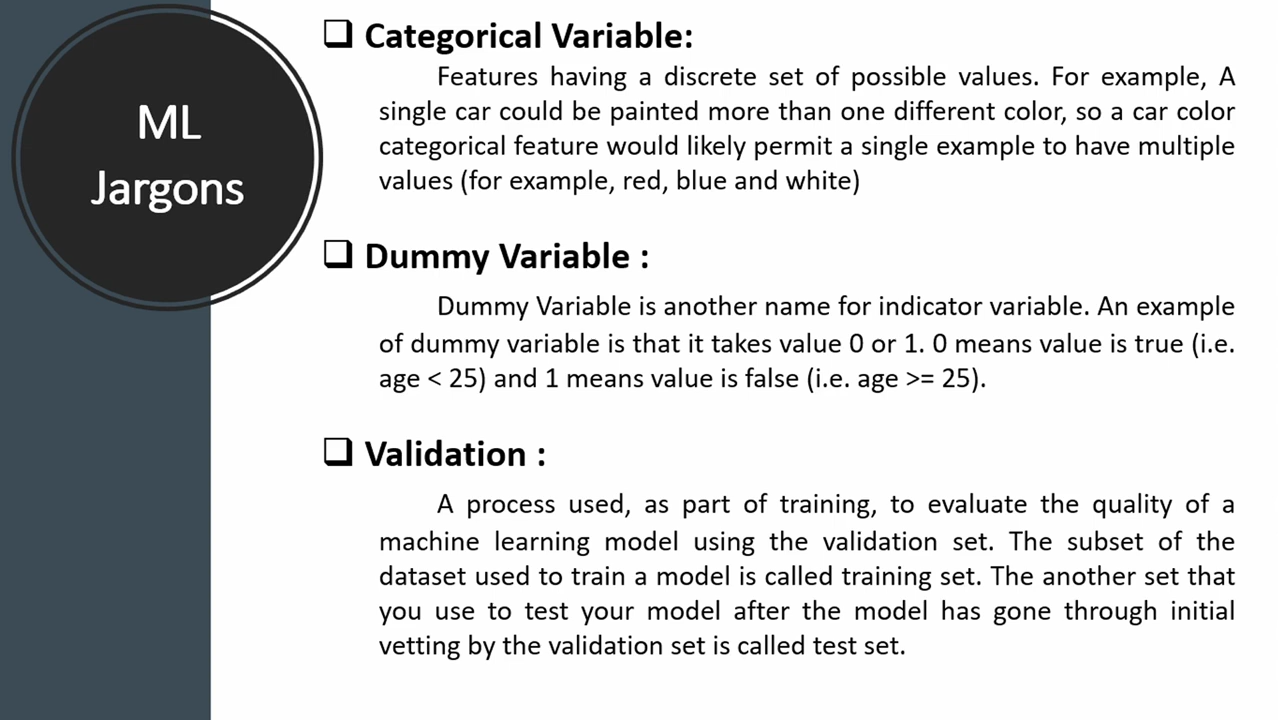 ML
Jargons
❑ Categorical Variable:
Features having a discrete set of possible values. For example, A
single car could be painted more than one different color, so a car color
categorical feature would likely permit a single example to have multiple
values (for example, red, blue and white)
❑ Dummy Variable :
Dummy Variable is another name for indicator variable. An example
of dummy variable is that it takes value 0 or 1. 0 means value is true (i.e.
age < 25) and 1 means value is false (i.e. age >= 25).
❑ Validation :
A process used, as part of training, to evaluate the quality of a
machine learning model using the validation set. The subset of the
dataset used to train a model is called training set. The another set that
you use to test your model after the model has gone through initial
vetting by the validation set is called test set.